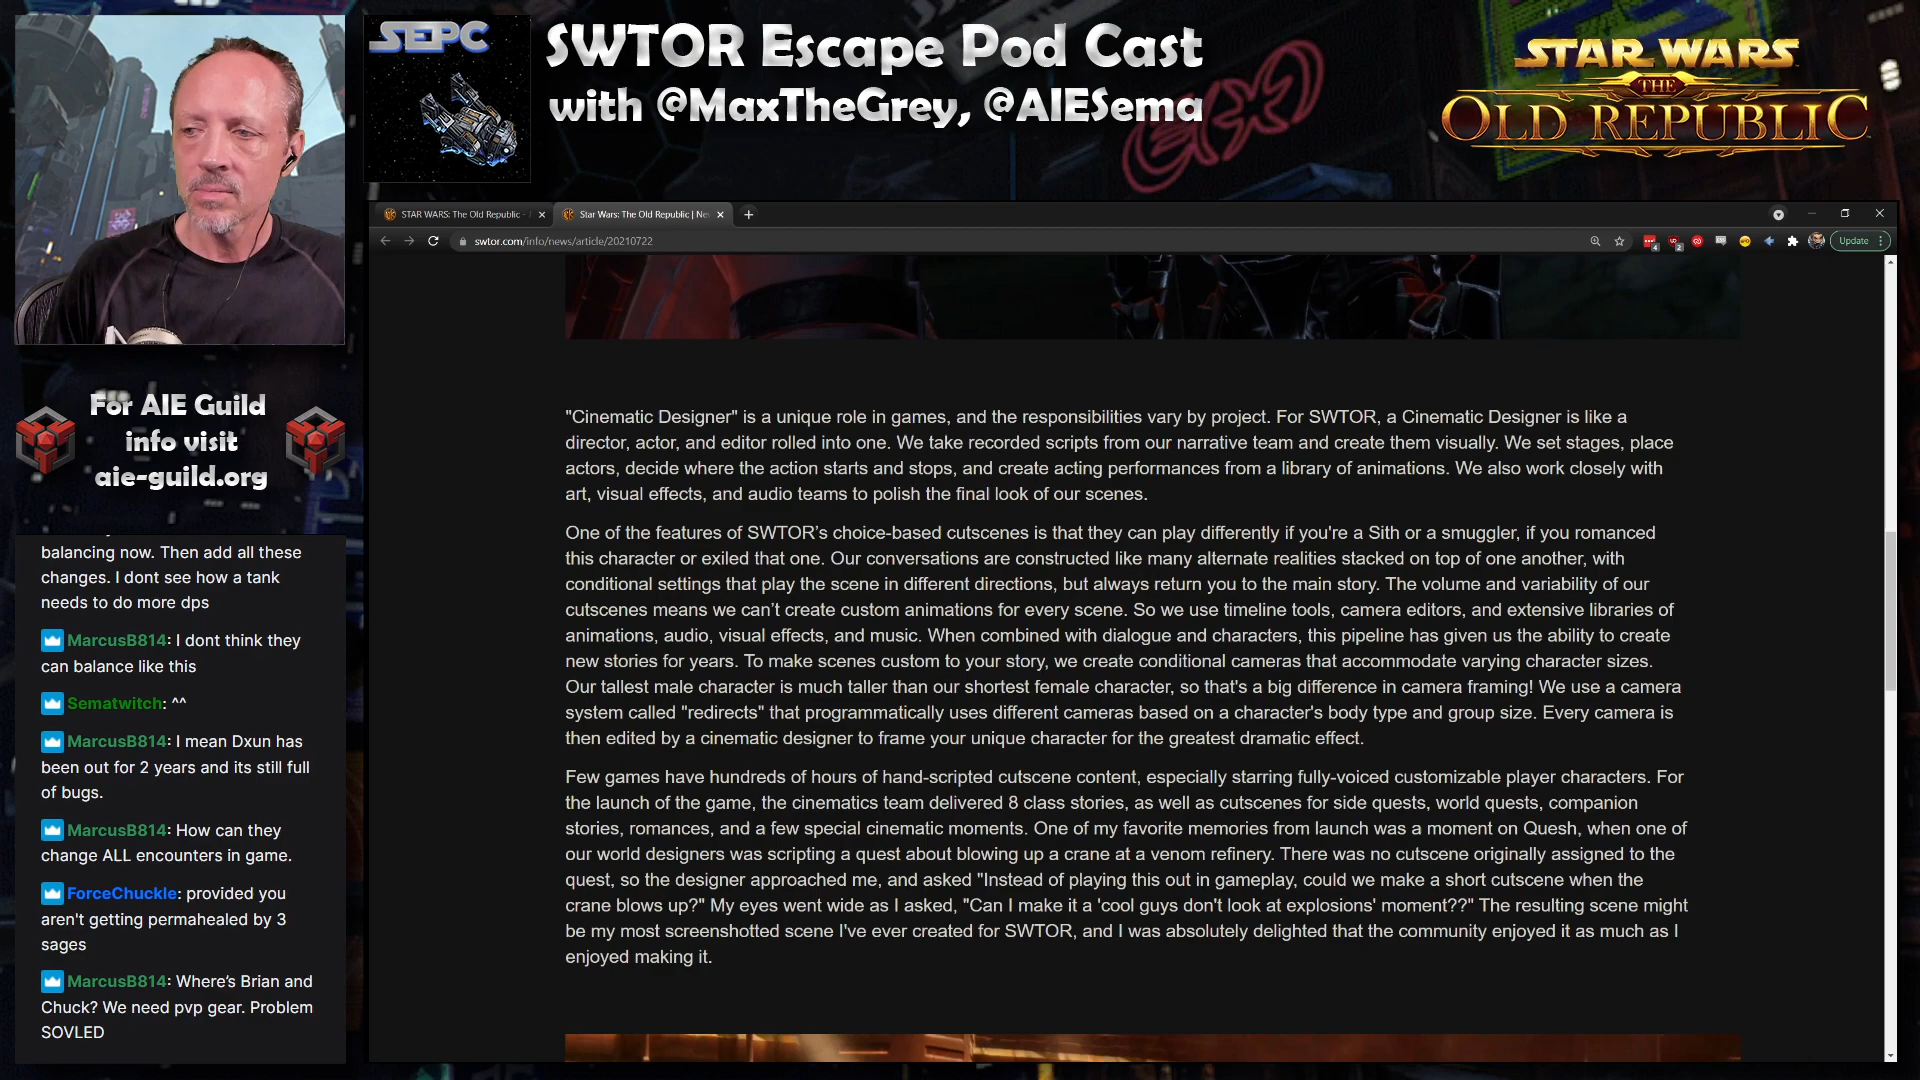 SEPC
SWTOR Escape Pod Cast
with @MaxTheGrey, @AIESema
STAR WARS
THE
OLD REPUBLIC
STAR WARS: The Old Republic -
Star Wars: The Old Republic | Ne
swtor.com/info/news/article/20210722
Update
For AIE Guild
info visit
aie-guild.org
balancing now. Then add all these
changes. I dont see how a tank
needs to do more dps
MarcusB814: I dont think they
can balance like this
Sematwitch: ^^
MarcusB814: I mean Dxun has
been out for 2 years and its still full
of bugs.
MarcusB814: How can they
change ALL encounters in game.
ForceChuckle: provided you
aren't getting permahealed by 3
sages
MarcusB814: Where's Brian and
Chuck? We need pvp gear. Problem
SOVLED
"Cinematic Designer" is a unique role in games, and the responsibilities vary by project. For SWTOR, a Cinematic Designer is like a
director, actor, and editor rolled into one. We take recorded scripts from our narrative team and create them visually. We set stages, place
actors, decide where the action starts and stops, and create acting performances from a library of animations. We also work closely with
art, visual effects, and audio teams to polish the final look of our scenes.
One of the features of SWTOR’s choice-based cutscenes is that they can play differently if you're a Sith or a smuggler, if you romanced
this character or exiled that one. Our conversations are constructed like many alternate realities stacked on top of one another, with
conditional settings that play the scene in different directions, but always return you to the main story. The volume and variability of our
cutscenes means we can’t create custom animations for every scene. So we use timeline tools, camera editors, and extensive libraries of
animations, audio, visual effects, and music. When combined with dialogue and characters, this pipeline has given us the ability to create
new stories for years. To make scenes custom to your story, we create conditional cameras that accommodate varying character sizes.
Our tallest male character is much taller than our shortest female character, so that's a big difference in camera framing! We use a camera
system called "redirects" that programmatically uses different cameras based on a character's body type and group size. Every camera is
then edited by a cinematic designer to frame your unique character for the greatest dramatic effect.
Few games have hundreds of hours of hand-scripted cutscene content, especially starring fully-voiced customizable player characters. For
the launch of the game, the cinematics team delivered 8 class stories, as well as cutscenes for side quests, world quests, companion
stories, romances, and a few special cinematic moments. One of my favorite memories from launch was a moment on Quesh, when one of
our world designers was scripting a quest about blowing up a crane at a venom refinery. There was no cutscene originally assigned to the
quest, so the designer approached me, and asked "Instead of playing this out in gameplay, could we make a short cutscene when the
crane blows up?" My eyes went wide as I asked, "Can I make it a 'cool guys don't look at explosions' moment??" The resulting scene might
be my most screenshotted scene I've ever created for SWTOR, and I was absolutely delighted that the community enjoyed it as much as I
enjoyed making it.